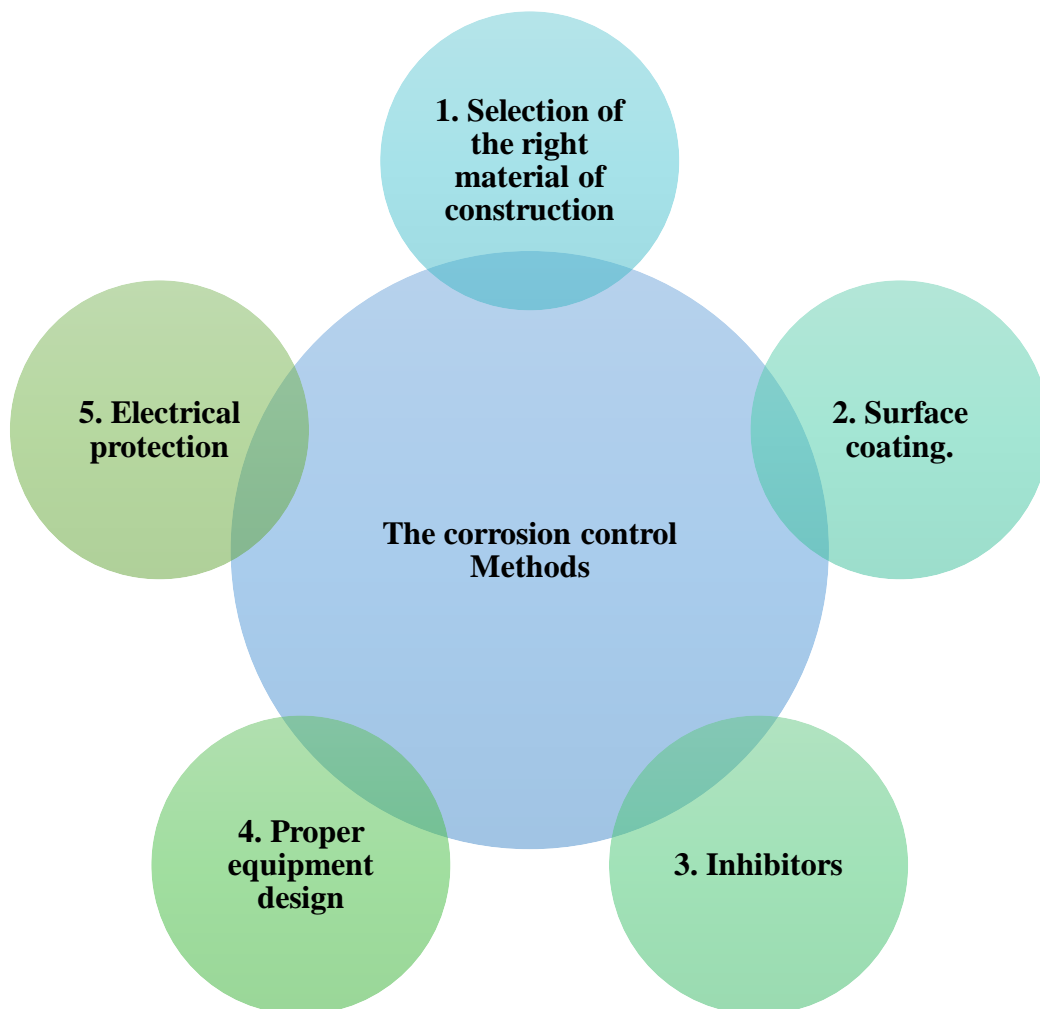 1. Selection of
the right
material of
construction
2. Surface
coating.
3. Inhibitors
4. Proper
equipment
design
5. Electrical
protection
The corrosion control
Methods